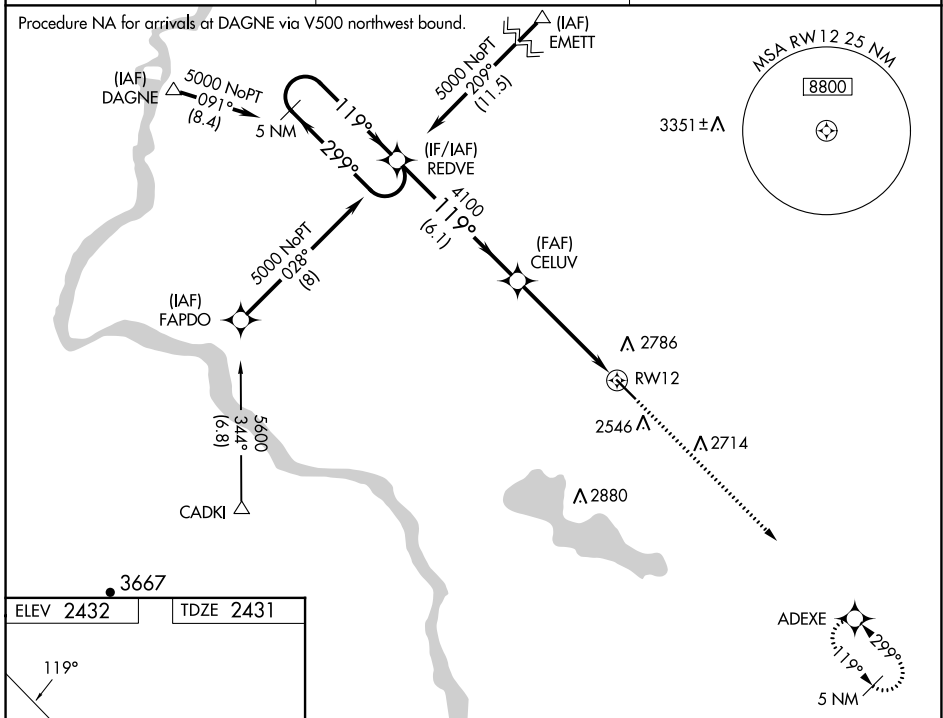 Procedure NA for arrivals at DAGNE via V500 northwest bound.
(IAF)
EMETT
5000 NoPT
209°
(11.5)
(IAF)
DAGNE
5000 NoPT
091°
(8.4)
5 NM
119°
299°
(IF/IAF)
REDVE
MSA RW12 25 NM
8800
3351±
4100
119°
(6.1)
5000 NoPT
028°
(8)
(FAF)
CELUV
(IAF)
FAPDO
2786
RW12
2546
2714
5600
344°
(6.8)
CADKI
2880
3667
ELEV 2432
TDZE 2431
119°
ADEXE
299°
119°
5 NM